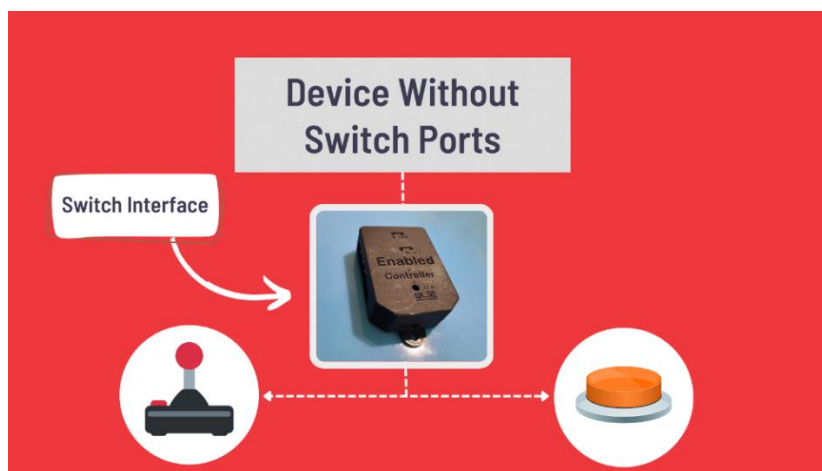 Device Without
Switch Ports
Switch Interface
Enabled
Controller